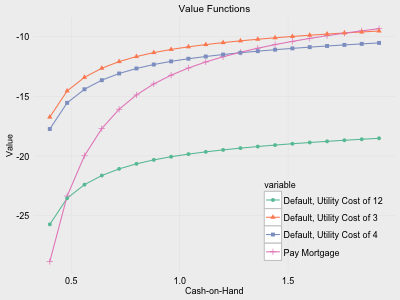 Value Functions
-10
-15
-20
-25
Value
0.5
1.0
1.5
Cash-on-Hand
variable
Default, Utility Cost of 12
Default, Utility Cost of 3
Default, Utility Cost of 4
Pay Mortgage